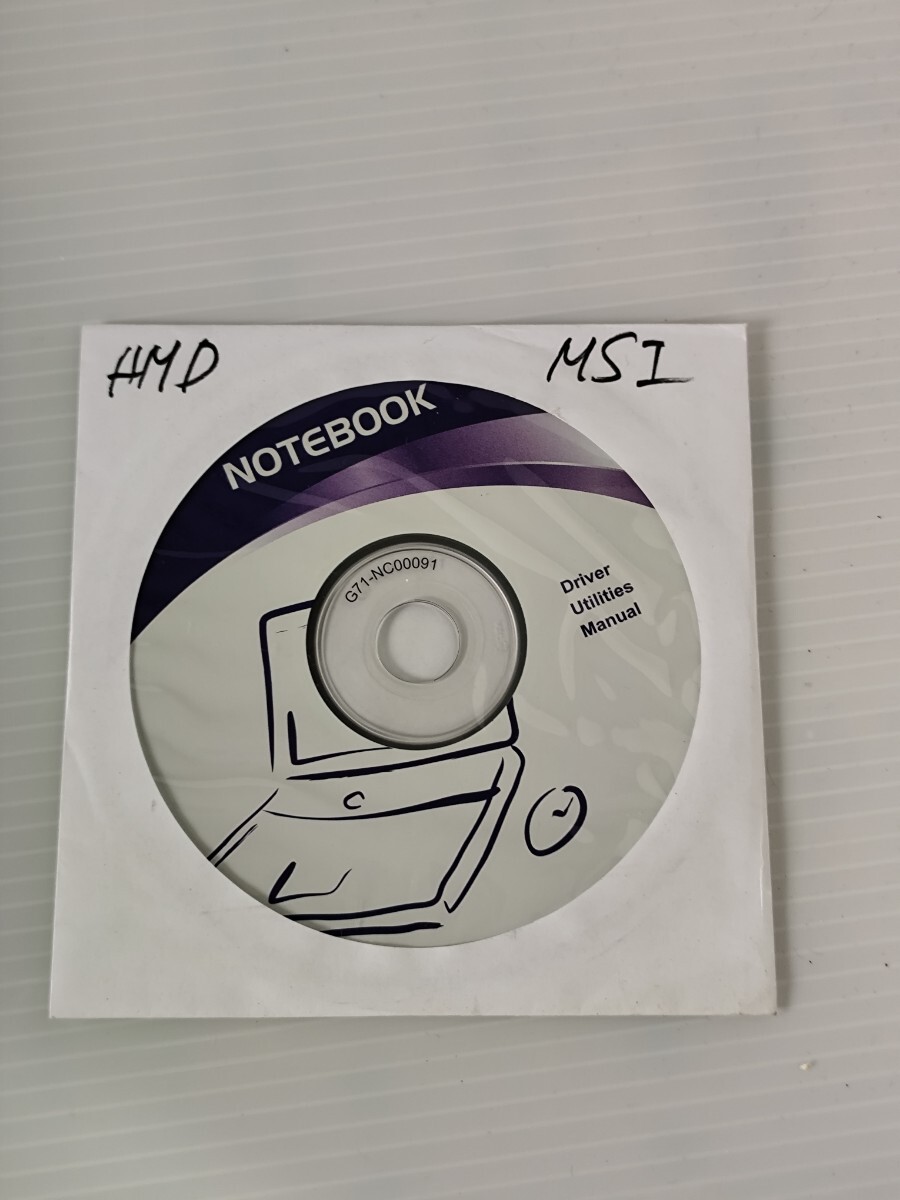 AMD
MSI
NOTEBOOK
G71-NC00091
Driver
Utilities
Manual